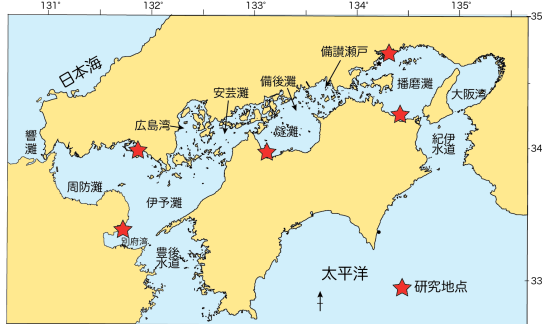 131° 132° 133° 134° 135°
35
34
33
日本海
響灘
備讃瀬戸
備後灘
安芸灘
広島湾
播磨灘
大阪湾
燧灘
紀伊
水道
周防灘
伊予灘
別府湾
豊後
水道
太平洋
研究地点